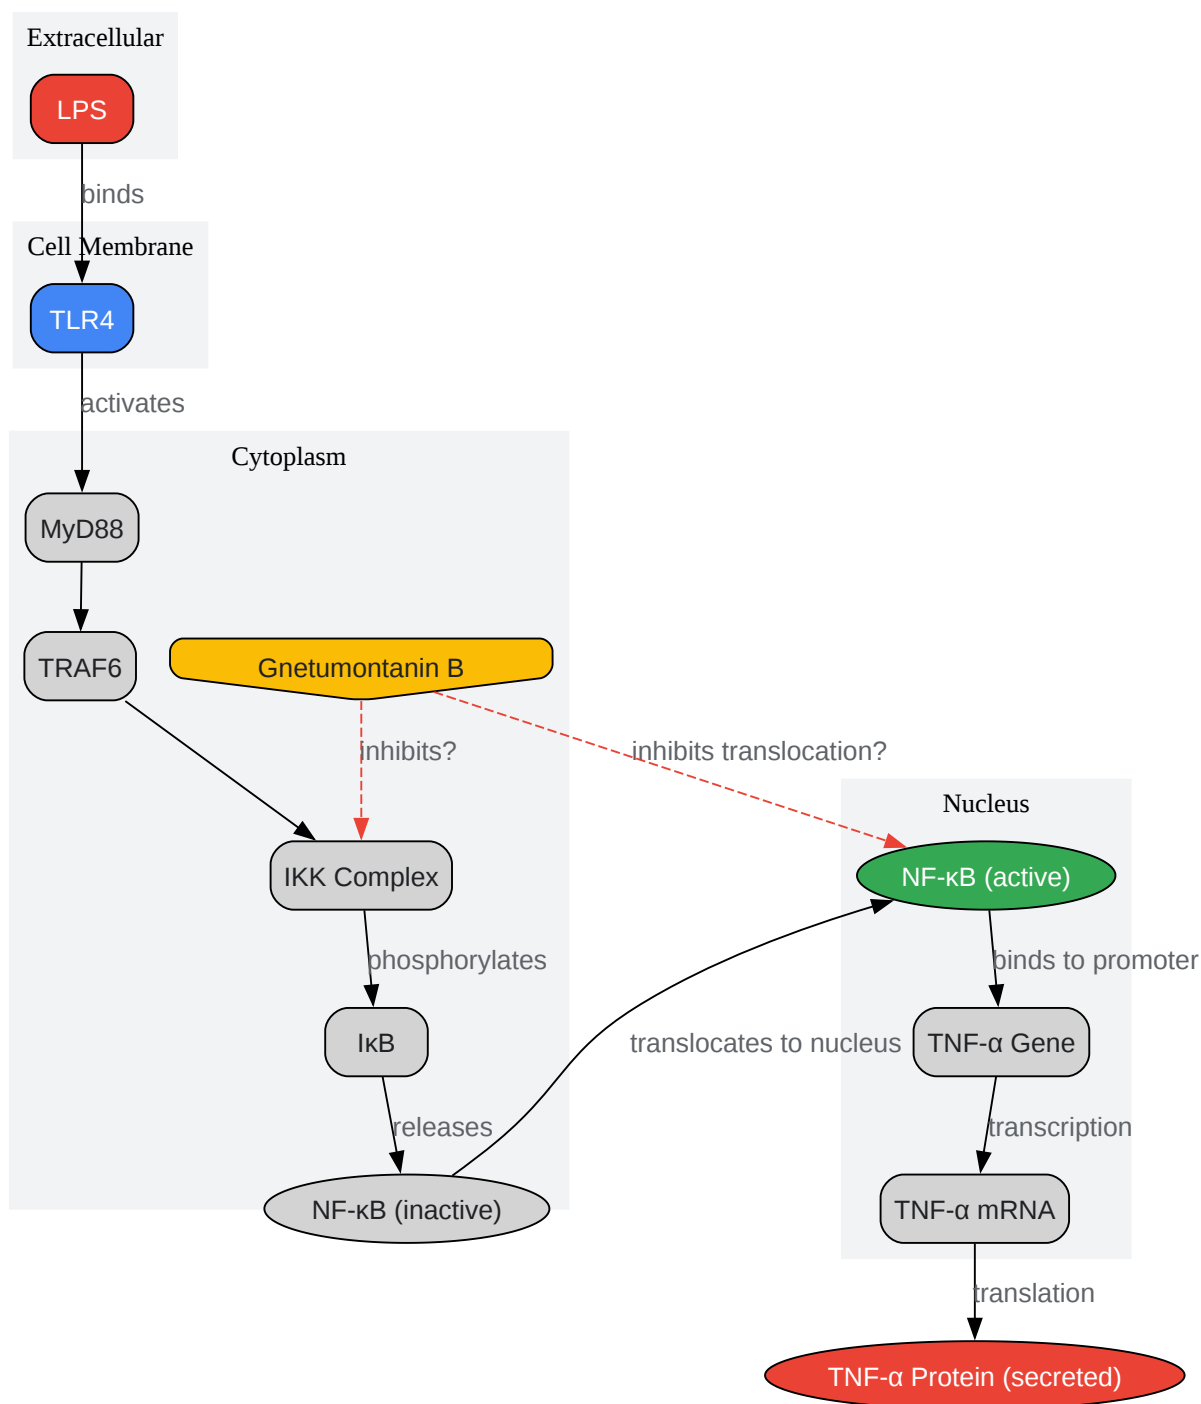 Extracellular
LPS
binds
Cell Membrane
TLR4
activates
Cytoplasm
MyD88
TRAF6
Gnetumontanin B
inhibits?
inhibits translocation?
Nucleus
IKK Complex
NF-κB (active)
phosphorylates
binds to promoter
IκB
translocates to nucleus
TNF-α Gene
releases
transcription
NF-κB (inactive)
TNF-α mRNA
translation
TNF-α Protein (secreted)